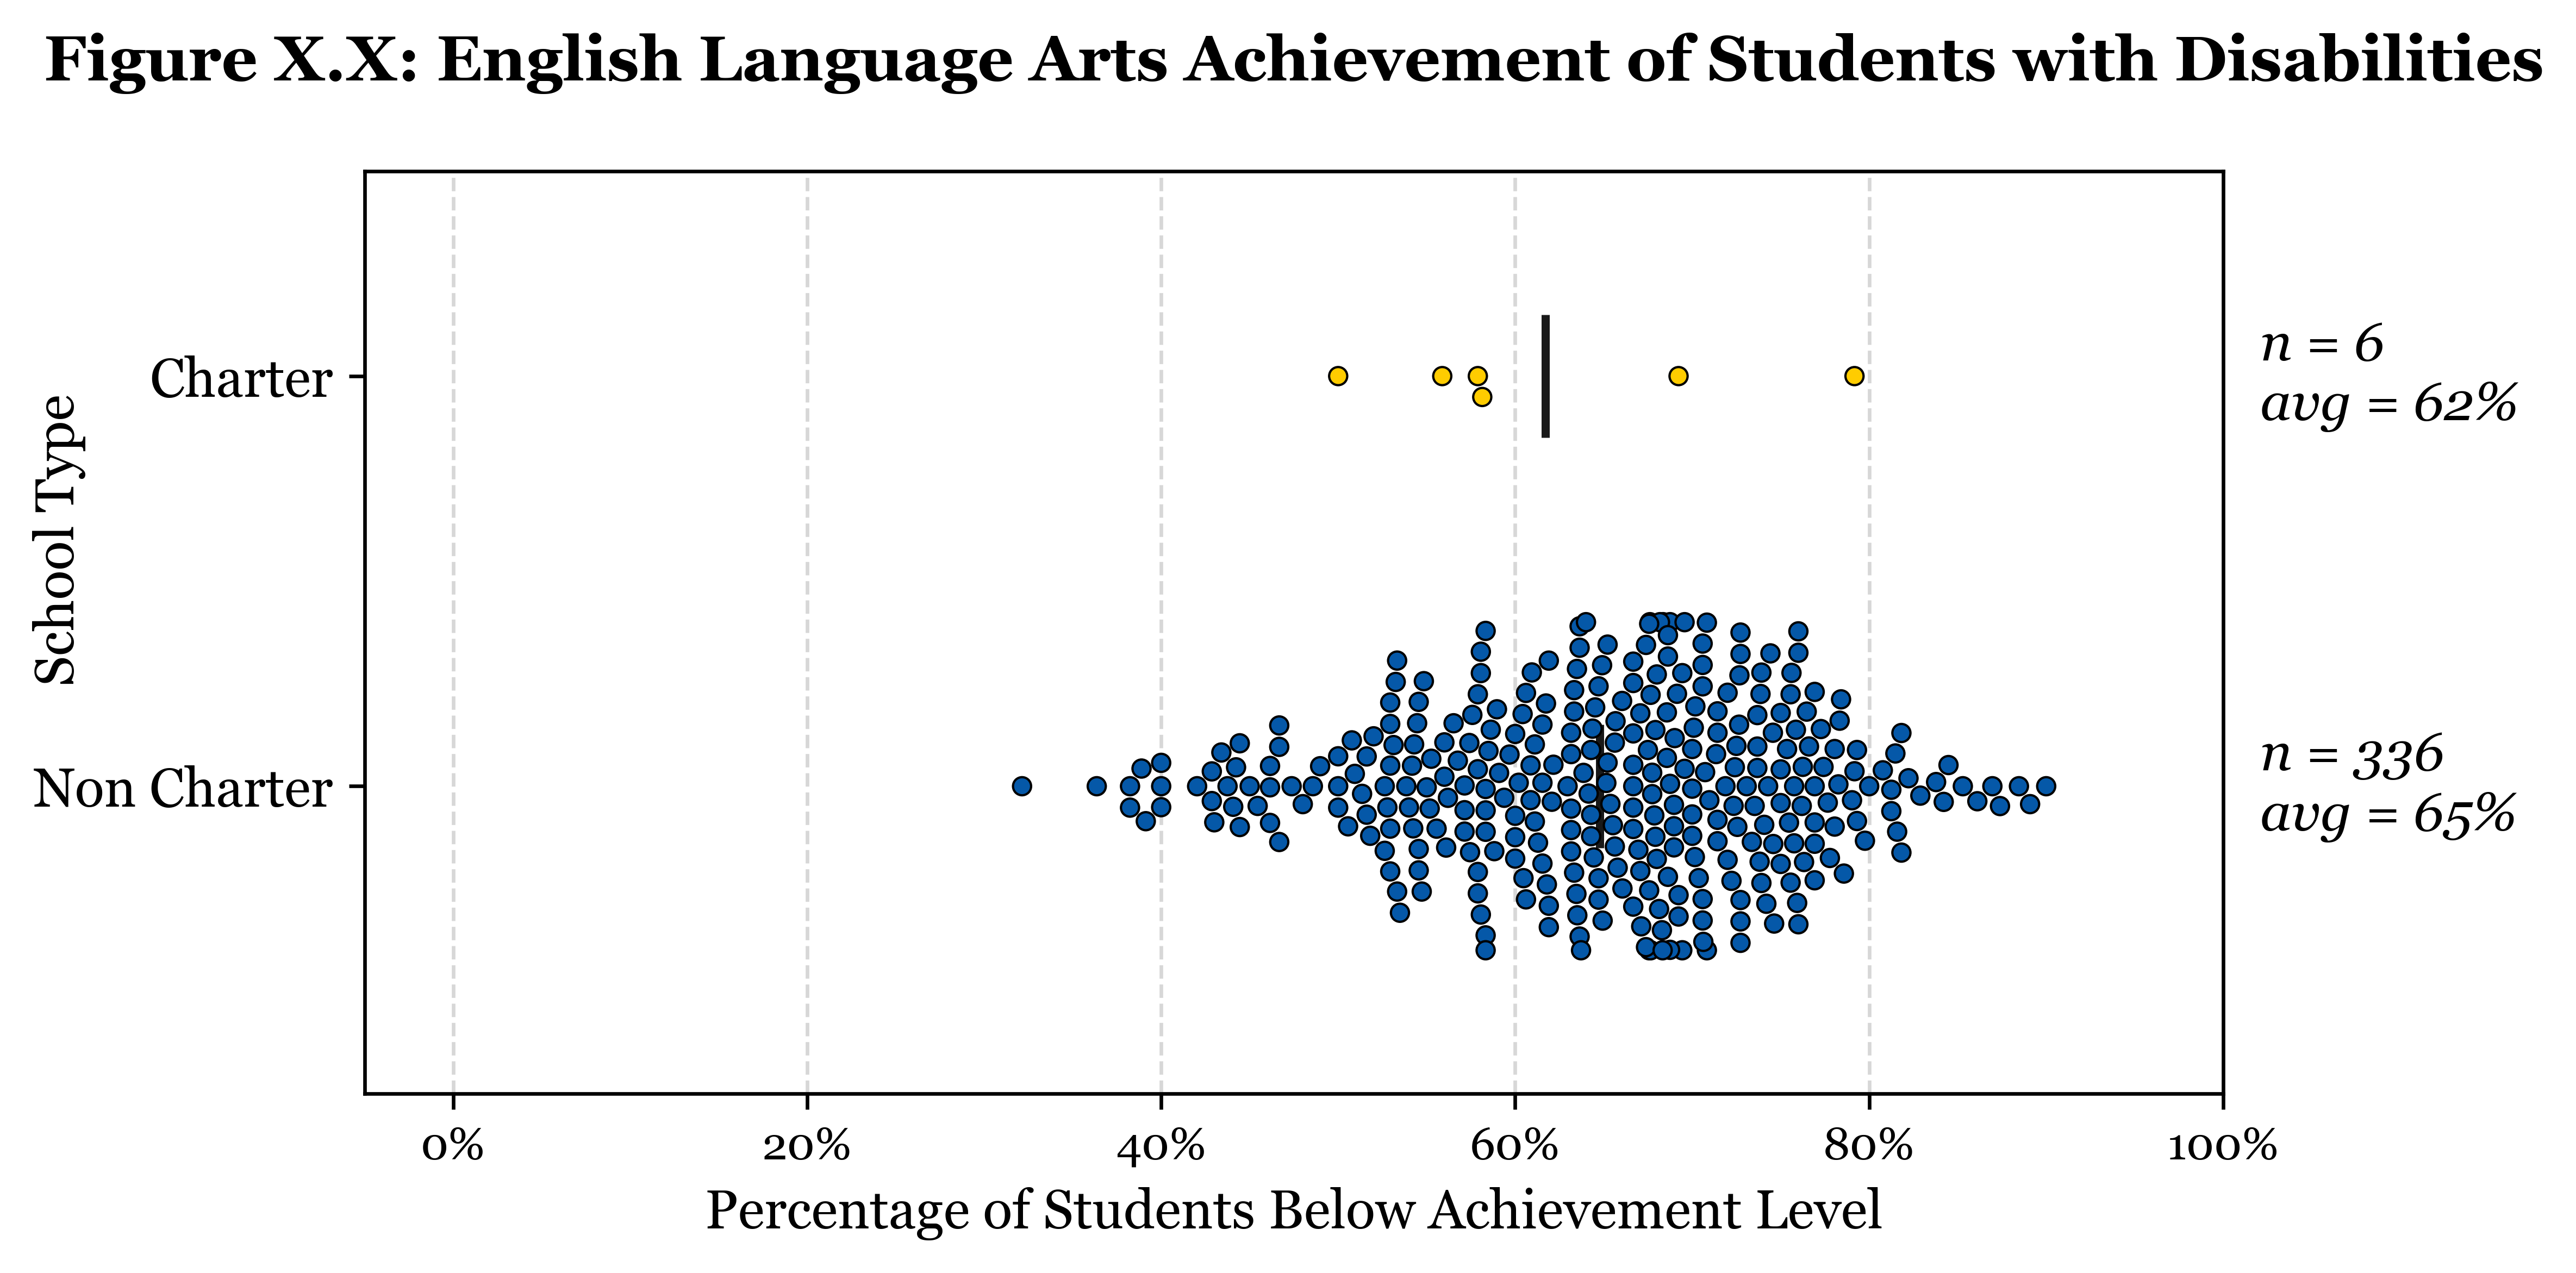 Figure X.X: English Language Arts Achievement of Students with Disabilities
School Type
Charter
n = 6
avg = 62%
Non Charter
n = 336
avg = 65%
0% 20% 40% 60% 80% 100%
Percentage of Students Below Achievement Level